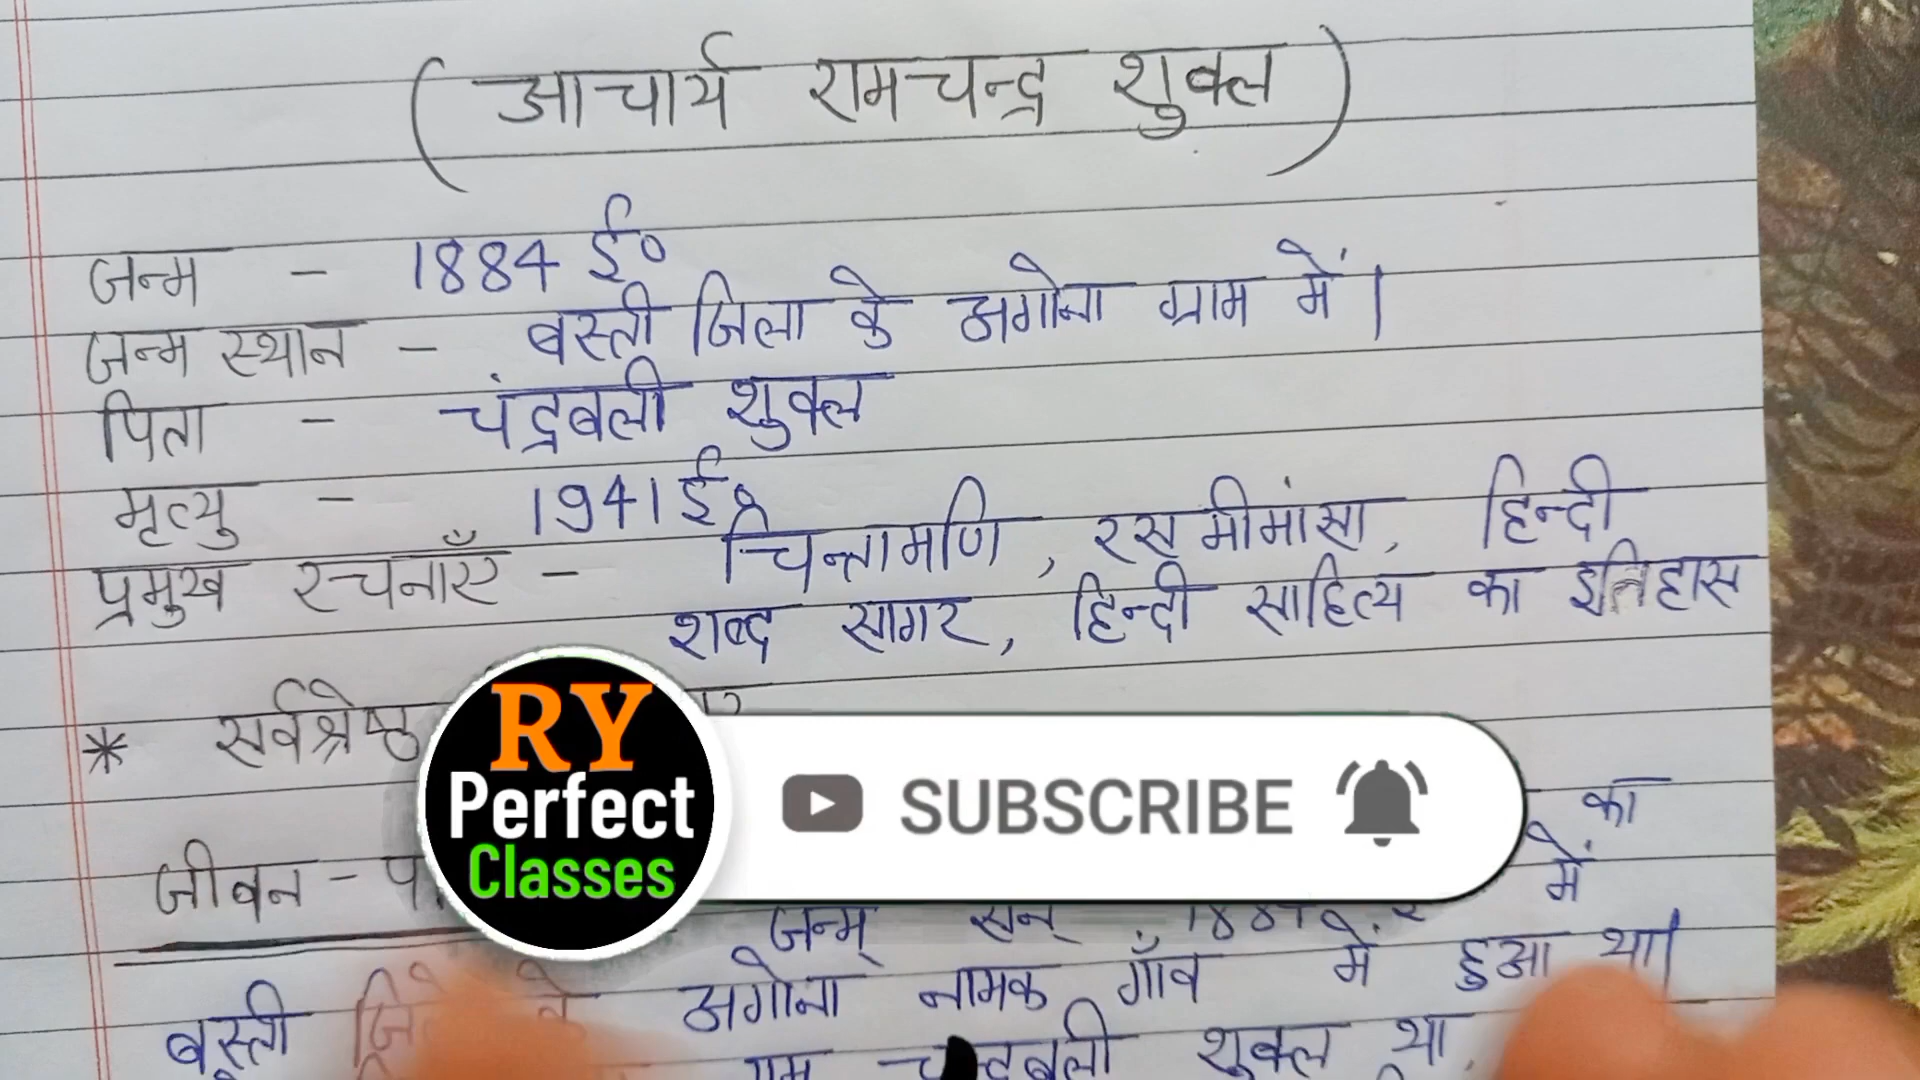 ( आचार्य रामचन्द्र शुक्ल )
जन्म - 1884 ई०
जन्म स्थान - बस्ती जिला के अगोना ग्राम में।
पिता - चंद्रबली शुक्ल
मृत्यु - 1941 ई०
प्रमुख रचनाएँ - चिन्तामणि, रस मीमांसा, हिन्दी
शब्द सागर, हिन्दी साहित्य का इतिहास
* सर्वश्रेष्ठ
RY
Perfect
Classes
SUBSCRIBE
का
जीवन -
जन्म सन् में
बस्ती के अगोना नामक गाँव में हुआ था।
चन्द्रबली शुक्ल था